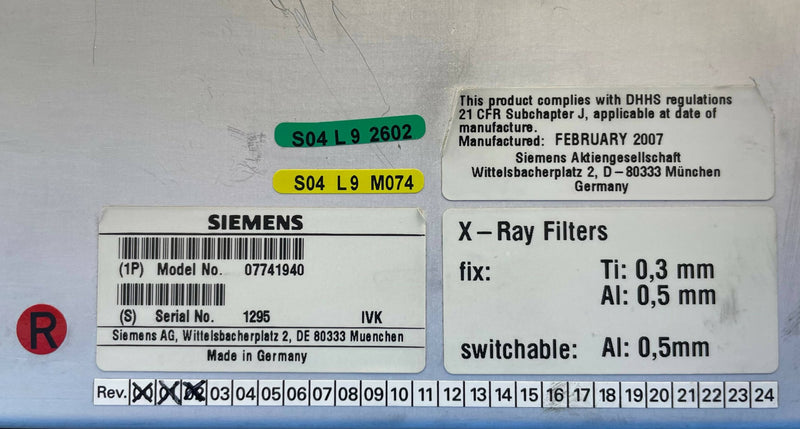 This product complies with DHHS regulations
21 CFR Subchapter J, applicable at date of
manufacture.
Manufactured: FEBRUARY 2007
Siemens Aktiengesellschaft
Wittelsbacherplatz 2, D-80333 München
Germany
S04 L 9 2602
S04 L9 M074
SIEMENS
(1P) Model No. 07741940
(S) Serial No. 1295 IVK
Siemens AG, Wittelsbacherplatz 2, DE 80333 Muenchen
Made in Germany
X-Ray Filters
fix: Ti: 0,3 mm
Al: 0,5 mm
switchable: Al: 0,5mm
R
Rev. 00 01 02 03 04 05 06 07 08 09 10 11 12 13 14 15 16 17 18 19 20 21 22 23 24